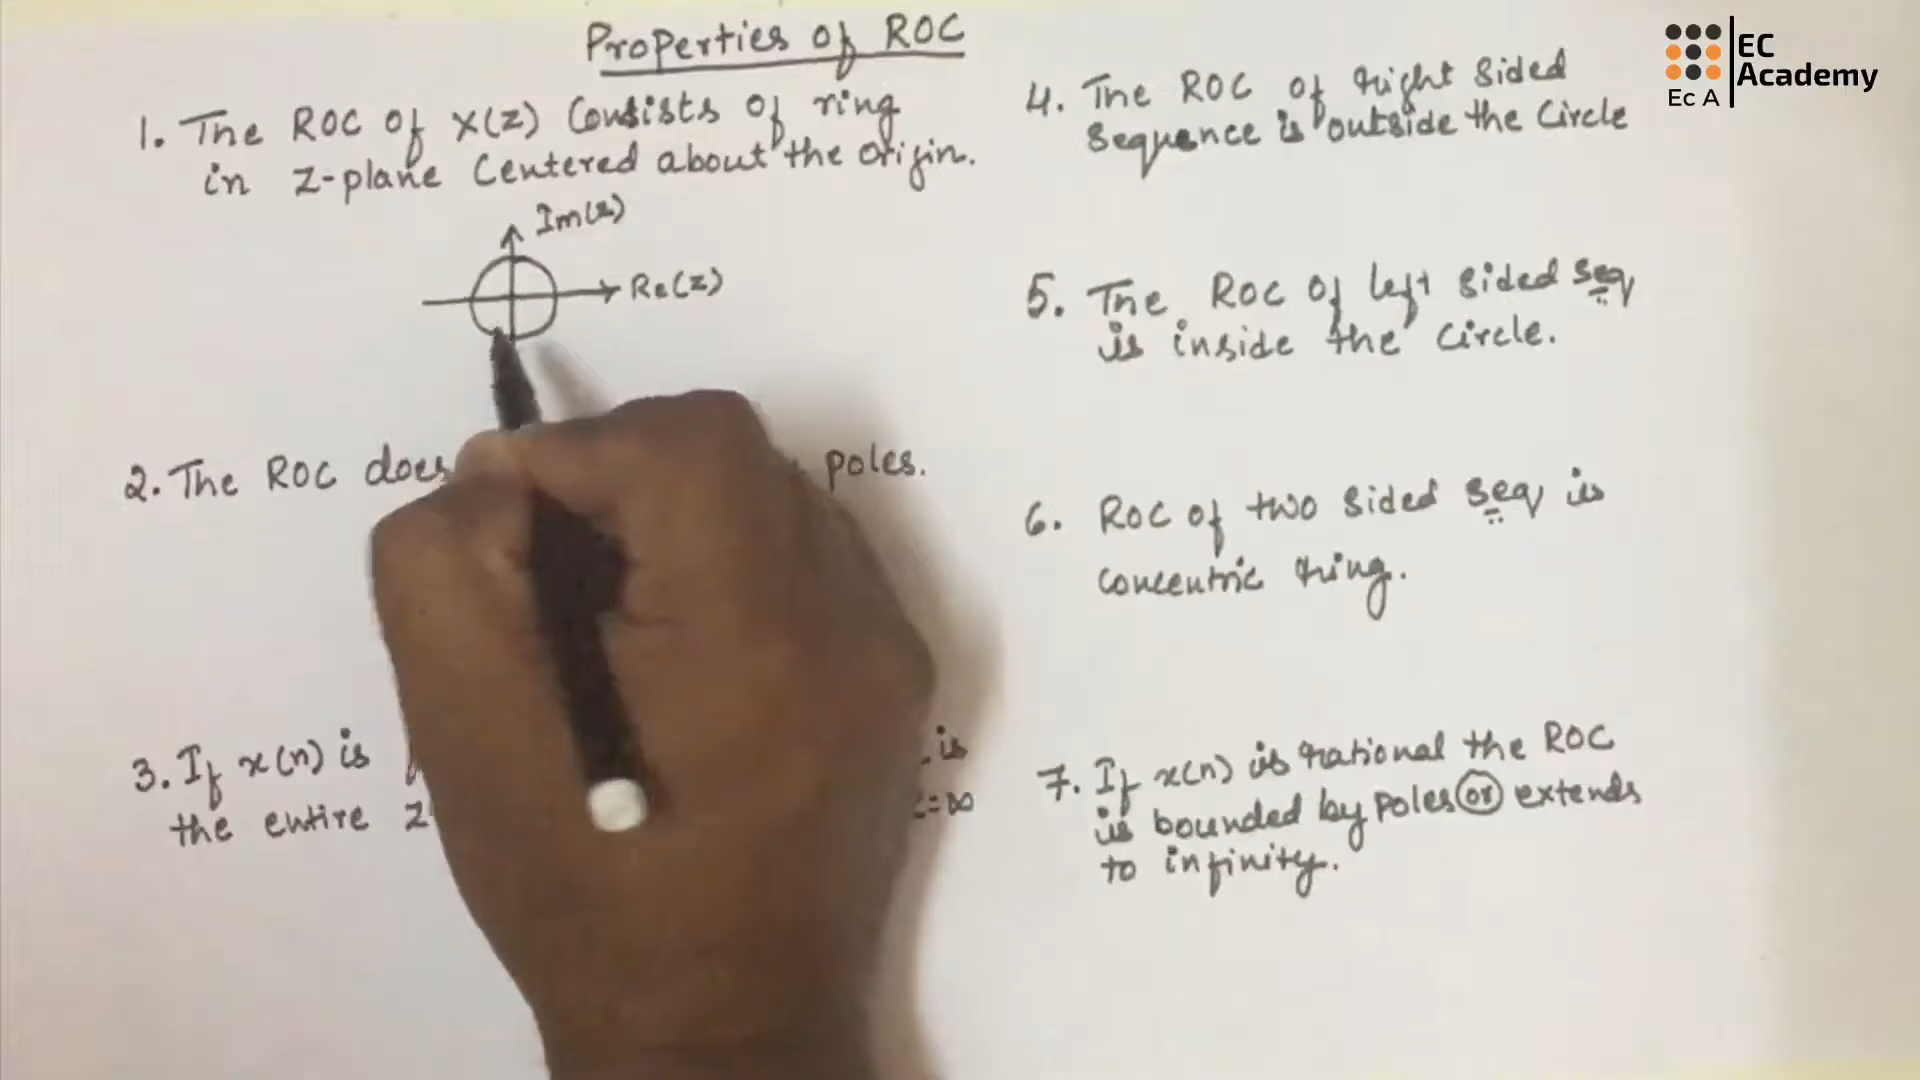 Properties of ROC
1. The ROC of X(Z) Consists of ring
in Z-plane Centered about the origin.
Im(z)
Re(z)
2. The ROC does poles.
3. If x(n) is is
the entire Z =∞
4. The ROC of right Sided
Sequence is outside the Circle
5. The ROC of left sided seq
is inside the Circle.
6. ROC of two sided seq is
concentric ring.
7. If x(n) is rational the ROC
is bounded by poles or extends
to infinity.
EC
Academy
Ec A